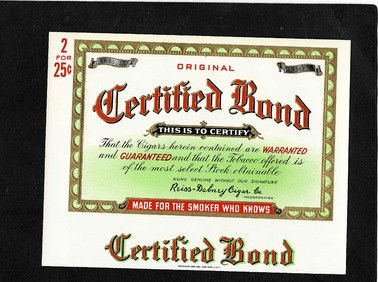 2
FOR
25¢
ORIGINAL
Certified Bond
THIS IS TO CERTIFY
That the Cigars herein contained are WARRANTED
and GUARANTEED and that the Tobacco offered is
of the most select Stock obtainable
NONE GENUINE WITHOUT OUR SIGNATURE
Reiss-Dabney Cigar Co.
INCORPORATED
MADE FOR THE SMOKER WHO KNOWS
Certified Bond